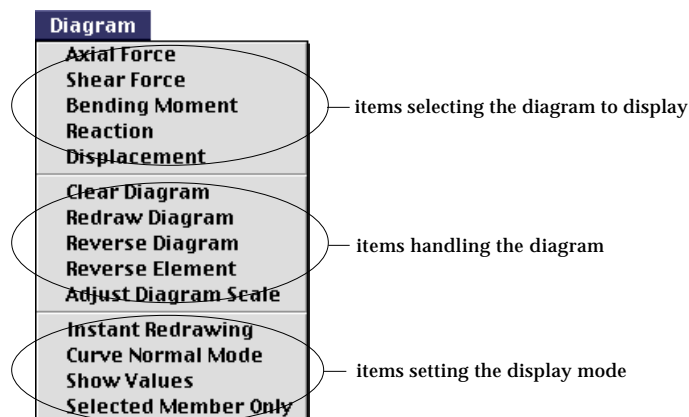 Diagram
Axial Force
Shear Force
Bending Moment
Reaction
Displacement
items selecting the diagram to display
Clear Diagram
Redraw Diagram
Reverse Diagram
Reverse Element
Adjust Diagram Scale
items handling the diagram
Instant Redrawing
Curve Normal Mode
Show Values
Selected Member Only
items setting the display mode